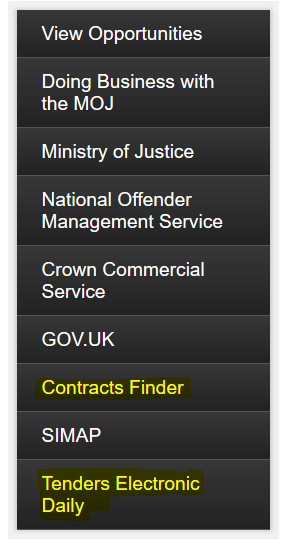 View Opportunities
Doing Business with
the MOJ
Ministry of Justice
National Offender
Management Service
Crown Commercial
Service
GOV.UK
Contracts Finder
SIMAP
Tenders Electronic
Daily